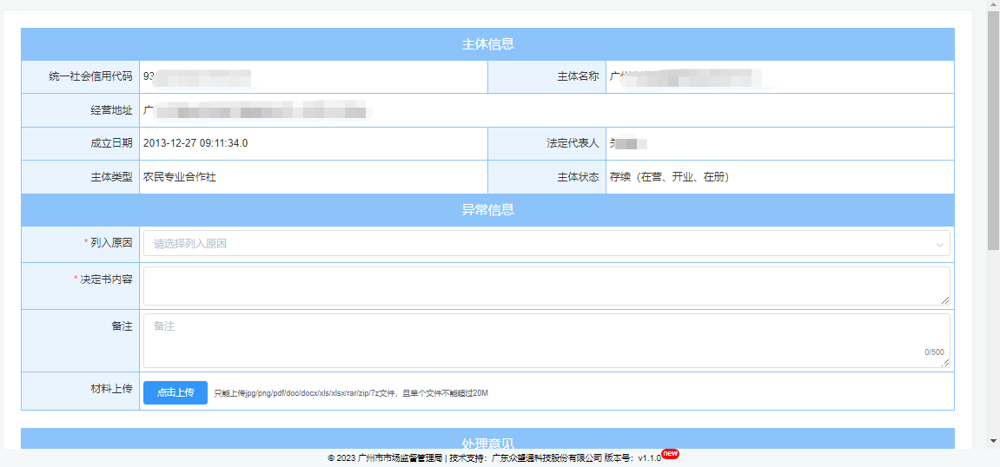 主体信息
统一社会信用代码 93 主体名称 广州
经营地址 广
成立日期 2013-12-27 09:11:34.0 法定代表人
主体类型 农民专业合作社 主体状态 存续（在营、开业、在册）
异常信息
* 列入原因 请选择列入原因
* 决定书内容
备注 备注
0/500
材料上传 点击上传 只能上传jpg/png/pdf/doc/docx/xls/xlsx/rar/zip/7z文件，且单个文件不能超过20M
处理意见
© 2023 广州市市场监督管理局 | 技术支持：广东众望通科技股份有限公司 版本号：v1.1.0 new